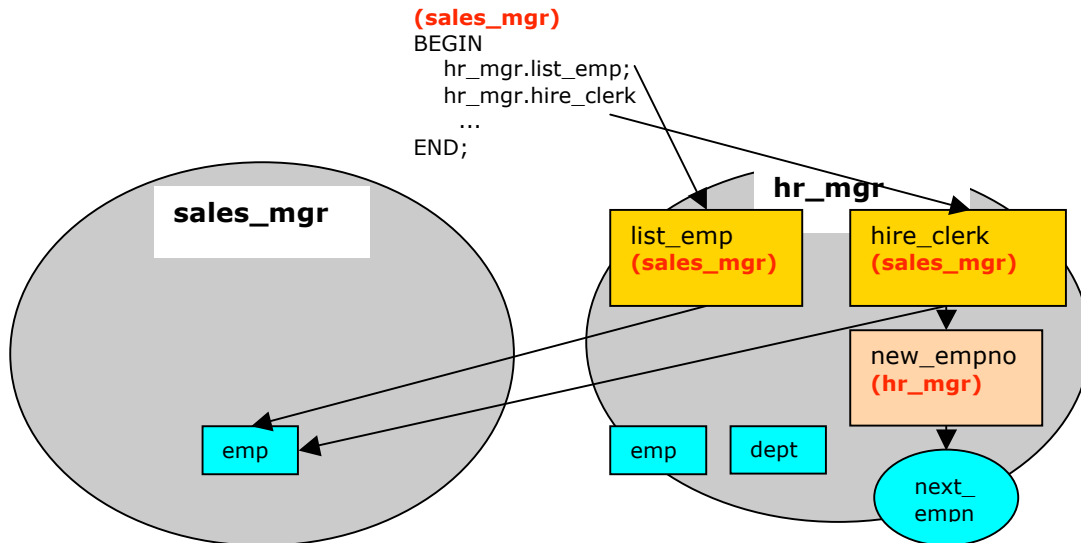 (sales_mgr)
BEGIN
hr_mgr.list_emp;
hr_mgr.hire_clerk
...
END;
sales_mgr
hr_mgr
list_emp
(sales_mgr)
hire_clerk
(sales_mgr)
new_empno
(hr_mgr)
emp
emp
dept
next_
empn